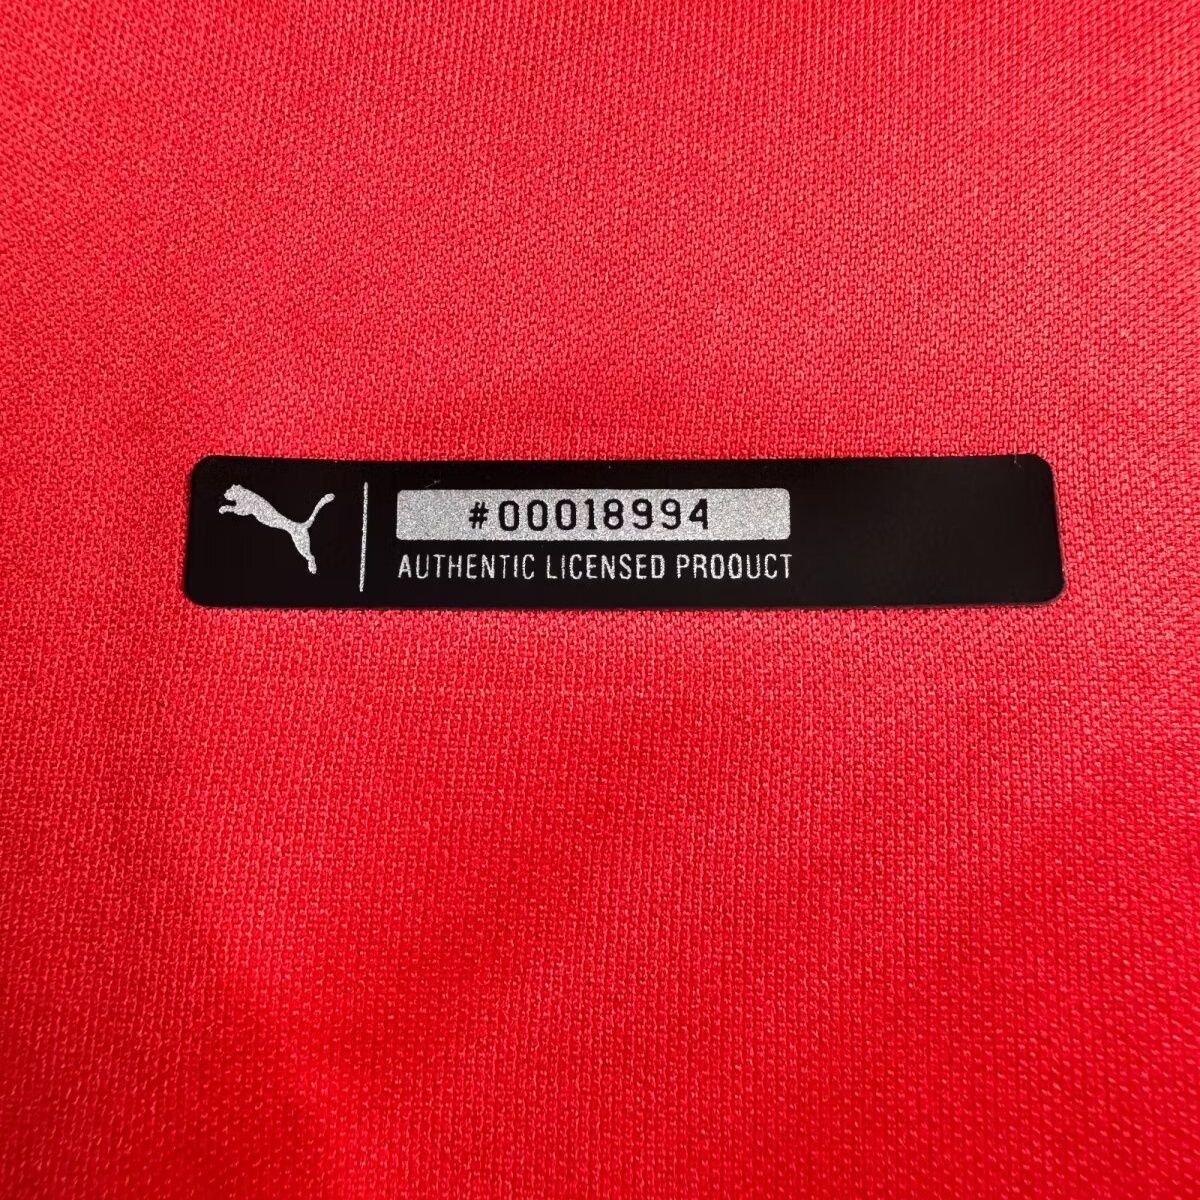 #00018994
AUTHENTIC LICENSED PROOUCT